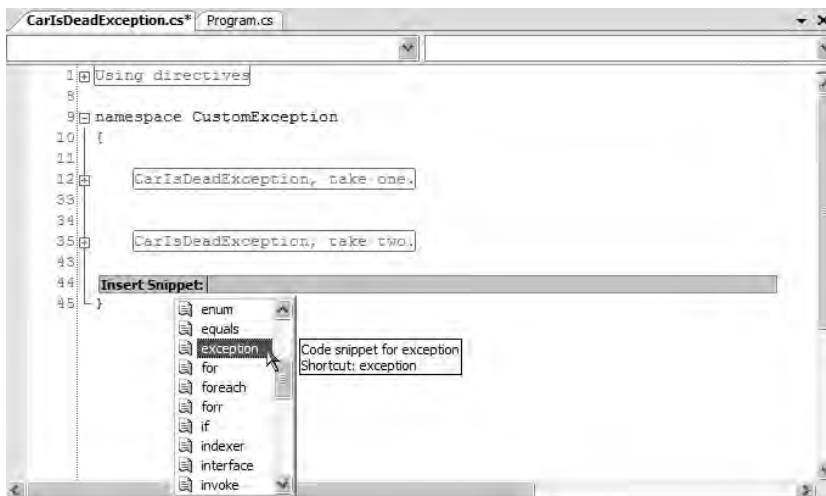 CarIsDeadException.cs* Program.cs
1 Using directives
8
9 namespace CustomException
10 {
11
12 CarIsDeadException, take one.
33
34
35 CarIsDeadException, take two.
43
44 Insert Snippet:
45 }
enum
equals
exception
Code snippet for exception
Shortcut: exception
for
foreach
forr
if
indexer
interface
invoke